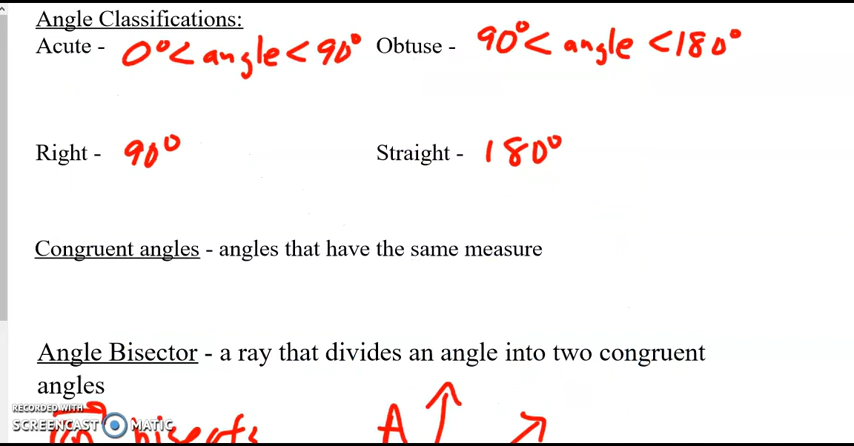 Angle Classifications:
Acute - 0°< angle < 90° Obtuse - 90°< angle <180°
Right - 90° Straight - 180°
Congruent angles - angles that have the same measure
Angle Bisector - a ray that divides an angle into two congruent
angles
RECORDED WITH
SCREENCAST MATIC
bisects A